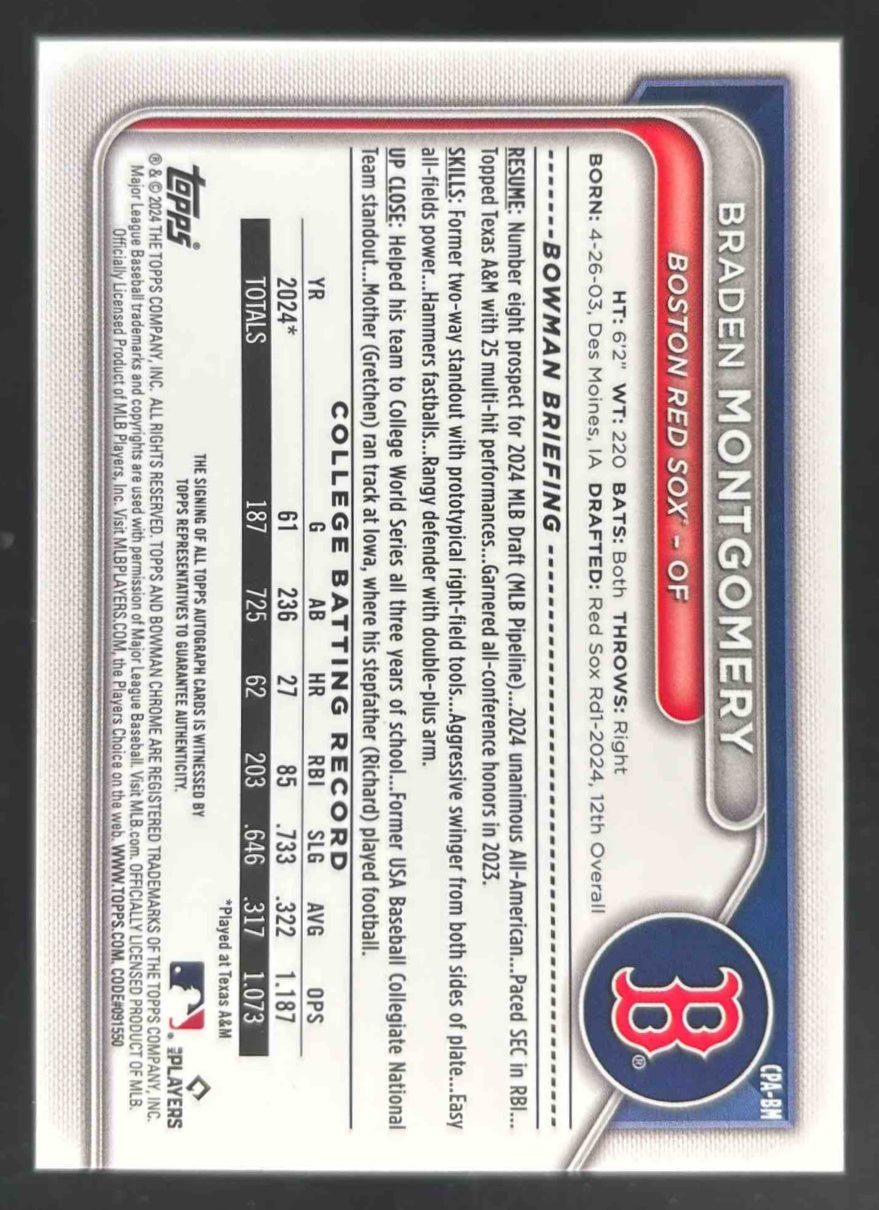 CPA-BM
BRADEN MONTGOMERY
BOSTON RED SOX® - OF
B®
HT: 6'2" WT: 220 BATS: Both THROWS: Right
BORN: 4-26-03, Des Moines, IA DRAFTED: Red Sox Rd1-2024, 12th Overall
BOWMAN BRIEFING
RESUME: Number eight prospect for 2024 MLB Draft (MLB Pipeline)...2024 unanimous All-American...Paced SEC in RBI...
Topped Texas A&M with 25 multi-hit performances...Garnered all-conference honors in 2023.
SKILLS: Former two-way standout with prototypical right-field tools...Aggressive swinger from both sides of plate...Easy
all-fields power...Hammers fastballs...Rangy defender with double-plus arm.
UP CLOSE: Helped his team to College World Series all three years of school...Former USA Baseball Collegiate National
Team standout...Mother (Gretchen) ran track at Iowa, where his stepfather (Richard) played football.
COLLEGE BATTING RECORD
YR G AB HR RBI SLG AVG OPS
2024* 61 236 27 85 .733 .322 1.187
TOTALS 187 725 62 203 .646 .317 1.073
*Played at Texas A&M
THE SIGNING OF ALL TOPPS AUTOGRAPH CARDS IS WITNESSED BY
TOPPS REPRESENTATIVES TO GUARANTEE AUTHENTICITY.
topps®
MLB PLAYERS
® & © 2024 THE TOPPS COMPANY, INC. ALL RIGHTS RESERVED. TOPPS AND BOWMAN CHROME ARE REGISTERED TRADEMARKS OF THE TOPPS COMPANY, INC.
Major League Baseball trademarks and copyrights are used with permission of Major League Baseball. Visit MLB.com. OFFICIALLY LICENSED PRODUCT OF MLB.
Officially Licensed Product of MLB Players, Inc. Visit MLBPLAYERS.COM, the Players Choice on the web. WWW.TOPPS.COM. CODE#091550